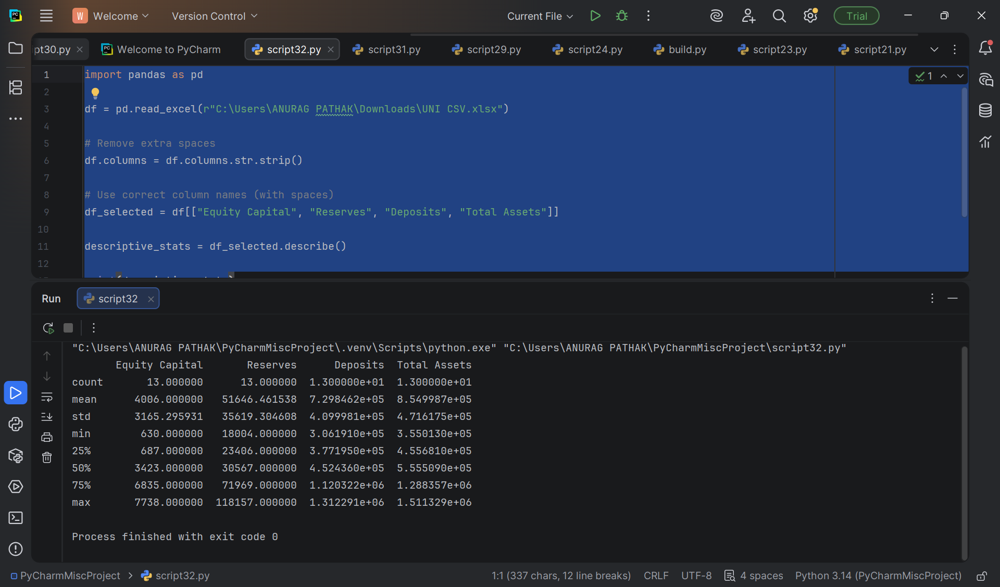 PC W Welcome Version Control Current File Trial
pt30.py PC Welcome to PyCharm script32.py script31.py script29.py script24.py build.py script23.py script21.py
1 import pandas as pd
1
2
3 df = pd.read_excel(r"C:\Users\ANURAG PATHAK\Downloads\UNI CSV.xlsx")
4
5 # Remove extra spaces
6 df.columns = df.columns.str.strip()
7
8 # Use correct column names (with spaces)
9 df_selected = df[["Equity Capital", "Reserves", "Deposits", "Total Assets"]]
10
11 descriptive_stats = df_selected.describe()
12
Run script32
"C:\Users\ANURAG PATHAK\PyCharmMiscProject\.venv\Scripts\python.exe" "C:\Users\ANURAG PATHAK\PyCharmMiscProject\script32.py"
Equity Capital Reserves Deposits Total Assets
count 13.000000 13.000000 1.300000e+01 1.300000e+01
mean 4006.000000 51646.461538 7.298462e+05 8.549987e+05
std 3165.295931 35619.304608 4.099981e+05 4.716175e+05
min 630.000000 18004.000000 3.061910e+05 3.550130e+05
25% 687.000000 23406.000000 3.771950e+05 4.556810e+05
50% 3423.000000 30567.000000 4.524360e+05 5.555090e+05
75% 6835.000000 71969.000000 1.120322e+06 1.288357e+06
max 7738.000000 118157.000000 1.312291e+06 1.511329e+06
Process finished with exit code 0
PyCharmMiscProject > script32.py 1:1 (337 chars, 12 line breaks) CRLF UTF-8 4 spaces Python 3.14 (PyCharmMiscProject)